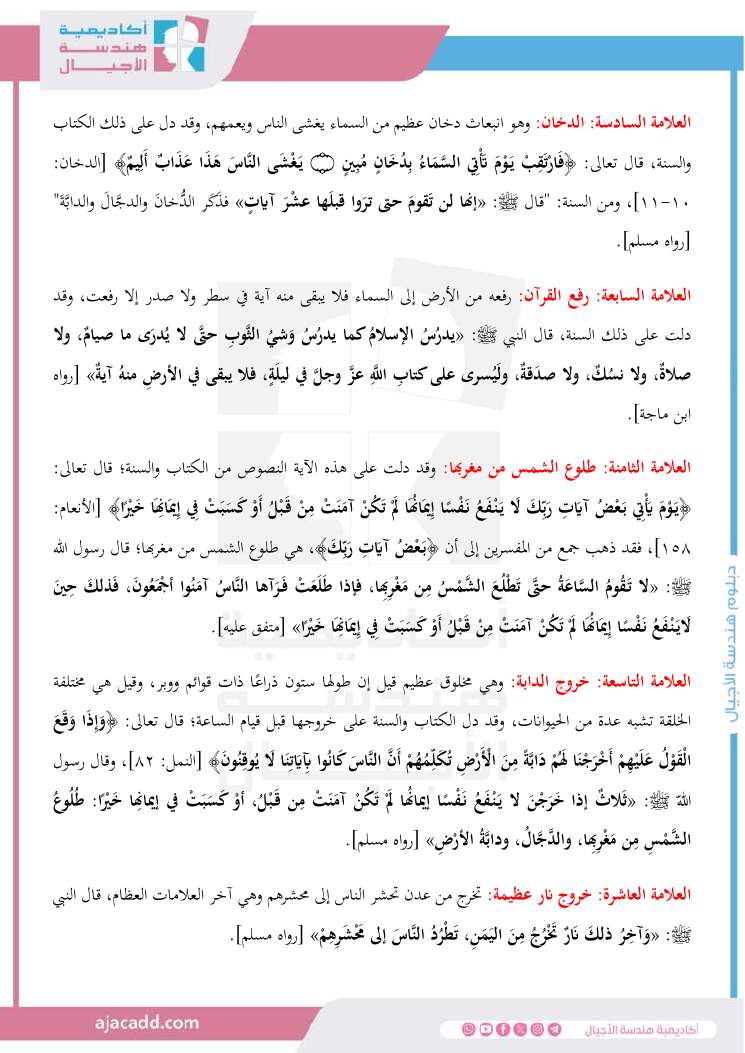 أكاديمية
هندسة
الأجيال
العلامة السادسة: الدخان: وهو انبعاث دخان عظيم من السماء يغشى الناس ويعمهم، وقد دل على ذلك الكتاب
والسنة، قال تعالى: ﴿فَارْتَقِبْ يَوْمَ تَأْتِي السَّمَاءُ بِدُخَانٍ مُبِينٍ ۝ يَغْشَى النَّاسَ هَذَا عَذَابٌ أَلِيمٌ﴾ [الدخان:
١٠-١١]، ومن السنة: "قال ﷺ: «إنها لن تَقومَ حتى ترَوا قبلَها عشْرَ آياتٍ» فذَكَر الدُّخانَ والدجَّالَ والدابَّةَ"
[رواه مسلم].
العلامة السابعة: رفع القرآن: رفعه من الأرض إلى السماء فلا يبقى منه آية في سطر ولا صدر إلا رفعت، وقد
دلت على ذلك السنة، قال النبي ﷺ: «يدرُسُ الإسلامُ كما يدرُسُ وَشيُ الثَّوبِ حتَّى لا يُدرَى ما صيامٌ، ولا
صلاةٌ، ولا نسُكٌ، ولا صدَقةٌ، ولَيُسرى على كتابِ اللَّهِ عزَّ وجلَّ في ليلَةٍ، فلا يبقى في الأرضِ منهُ آيةٌ» [رواه
ابن ماجة].
العلامة الثامنة: طلوع الشمس من مغربها: وقد دلت على هذه الآية النصوص من الكتاب والسنة؛ قال تعالى:
﴿يَوْمَ يَأْتِي بَعْضُ آيَاتِ رَبِّكَ لَا يَنْفَعُ نَفْسًا إِيمَانُهَا لَمْ تَكُنْ آمَنَتْ مِنْ قَبْلُ أَوْ كَسَبَتْ فِي إِيمَانِهَا خَيْرًا﴾ [الأنعام:
١٥٨]، فقد ذهب جمع من المفسرين إلى أن ﴿بَعْضُ آيَاتِ رَبِّكَ﴾، هي طلوع الشمس من مغربها؛ قال رسول الله
ﷺ: «لا تَقُومُ السَّاعَةُ حتَّى تَطْلُعَ الشَّمْسُ مِن مَغْرِبِها، فإذا طَلَعَتْ فَرَآها النَّاسُ آمَنُوا أجْمَعُونَ، فَذلكَ حِينَ
لَايَنْفَعُ نَفْسًا إِيمَانُهَا لَمْ تَكُنْ آمَنَتْ مِنْ قَبْلُ أَوْ كَسَبَتْ فِي إِيمَانِهَا خَيْرًا» [متفق عليه].
العلامة التاسعة: خروج الدابة: وهي مخلوق عظيم قيل إن طولها ستون ذراعًا ذات قوائم ووبر، وقيل هي مختلفة
الخلقة تشبه عدة من الحيوانات، وقد دل الكتاب والسنة على خروجها قبل قيام الساعة؛ قال تعالى: ﴿وَإِذَا وَقَعَ
الْقَوْلُ عَلَيْهِمْ أَخْرَجْنَا لَهُمْ دَابَّةً مِنَ الْأَرْضِ تُكَلِّمُهُمْ أَنَّ النَّاسَ كَانُوا بِآيَاتِنَا لَا يُوقِنُونَ﴾ [النمل: ٨٢]، وقال رسول
اللهِ ﷺ: «ثَلاثٌ إذا خَرَجْنَ لا يَنْفَعُ نَفْسًا إيمانُها لَمْ تَكُنْ آمَنَتْ مِن قَبْلُ، أوْ كَسَبَتْ في إيمانِها خَيْرًا: طُلُوعُ
الشَّمْسِ مِن مَغْرِبِها، والدَّجَّالُ، ودابَّةُ الأرْضِ» [رواه مسلم].
العلامة العاشرة: خروج نار عظيمة: تخرج من عدن تحشر الناس إلى محشرهم وهي آخر العلامات العظام، قال النبي
ﷺ: «وَآخِرُ ذلكَ نَارٌ تَخْرُجُ مِنَ اليَمَنِ، تَطْرُدُ النَّاسَ إلى مَحْشَرِهِمْ» [رواه مسلم].
دبلوم هندسة الأجيال
ajacadd.com
أكاديمية هندسة الأجيال